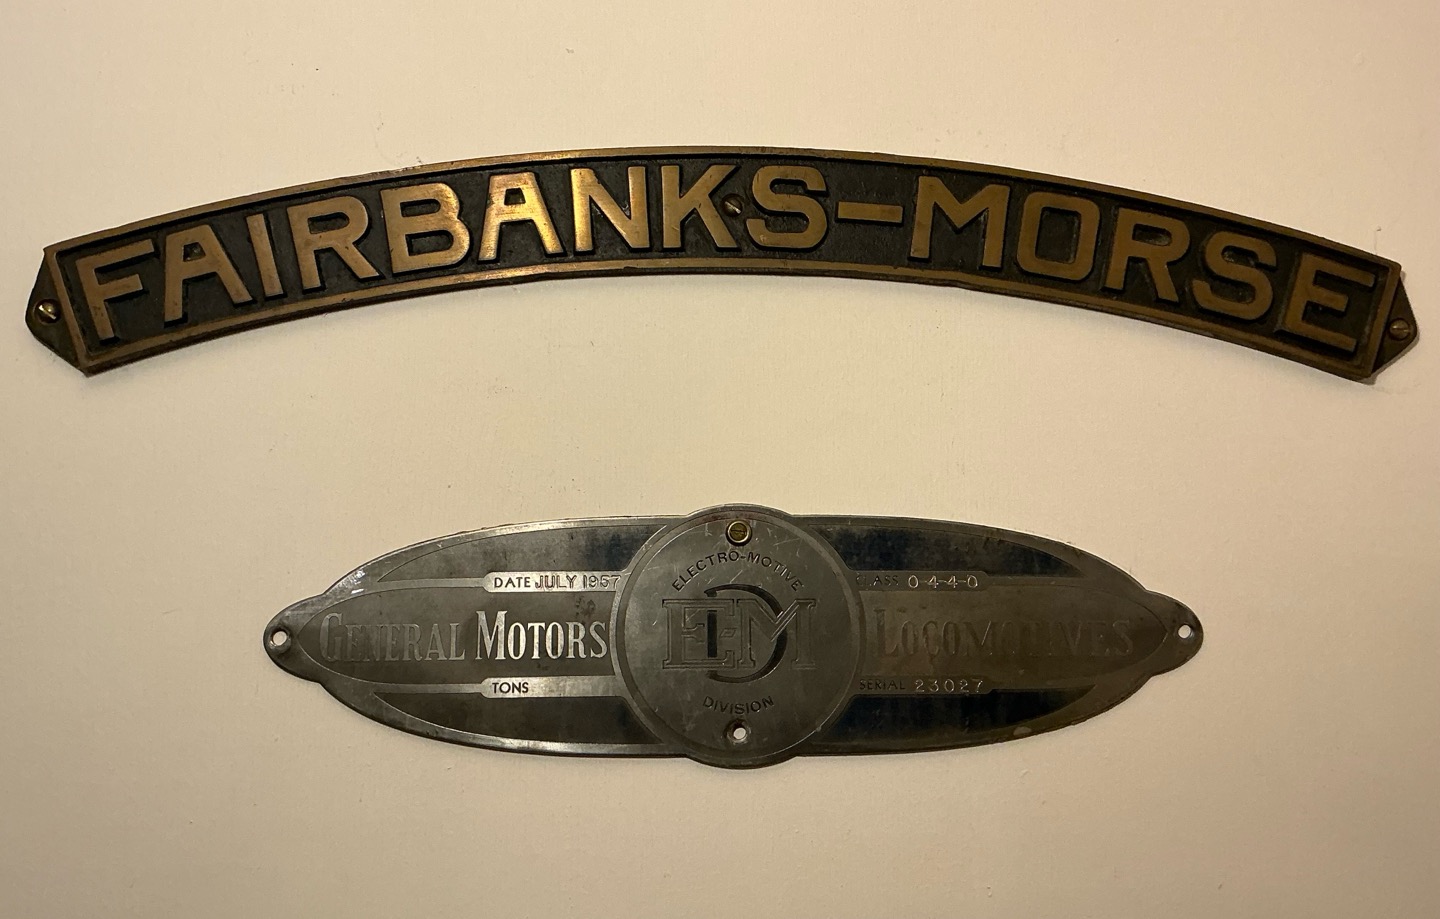 FAIRBANKS-MORSE
ELECTRO-MOTIVE
DATE JULY 1957
CLASS 0-4-4-0
GENERAL MOTORS
EMD
LOCOMOTIVES
TONS
SERIAL 23027
DIVISION